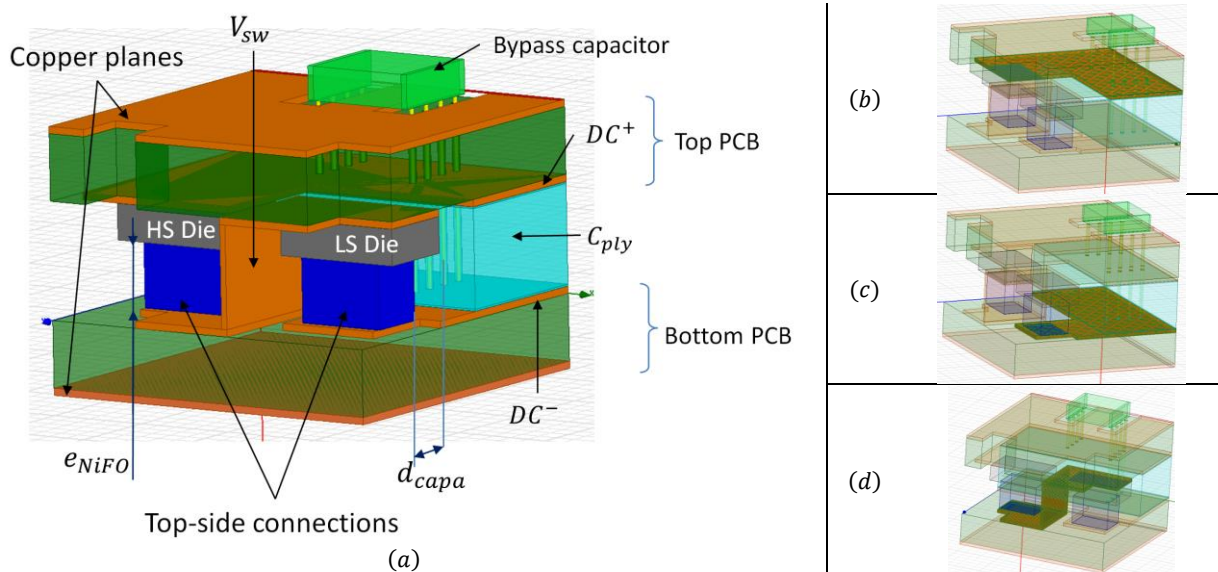 V_SW
Copper planes
Bypass capacitor
DC⁺
Top PCB
HS Die
LS Die
C_ply
Bottom PCB
DC⁻
e_NiFO
d_capa
Top-side connections
(a)
(b)
(c)
(d)